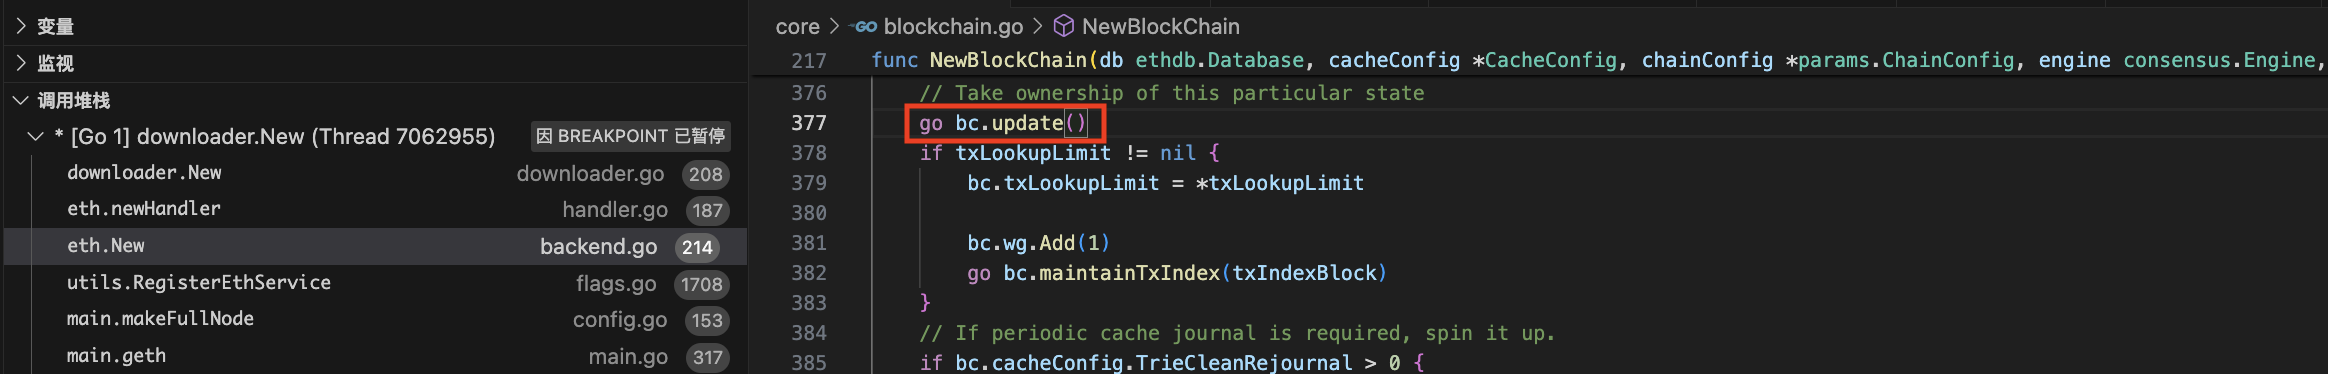 变量
监视
调用堆栈
* [Go 1] downloader.New (Thread 7062955) 因 BREAKPOINT 已暂停
downloader.New downloader.go 208
eth.newHandler handler.go 187
eth.New backend.go 214
utils.RegisterEthService flags.go 1708
main.makeFullNode config.go 153
main.geth main.go 317
core > GO blockchain.go > NewBlockChain
217 func NewBlockChain(db ethdb.Database, cacheConfig *CacheConfig, chainConfig *params.ChainConfig, engine consensus.Engine,
376 // Take ownership of this particular state
377 go bc.update()
378 if txLookupLimit != nil {
379 bc.txLookupLimit = *txLookupLimit
380
381 bc.wg.Add(1)
382 go bc.maintainTxIndex(txIndexBlock)
383 }
384 // If periodic cache journal is required, spin it up.
385 if bc.cacheConfig.TrieCleanRejournal > 0 {